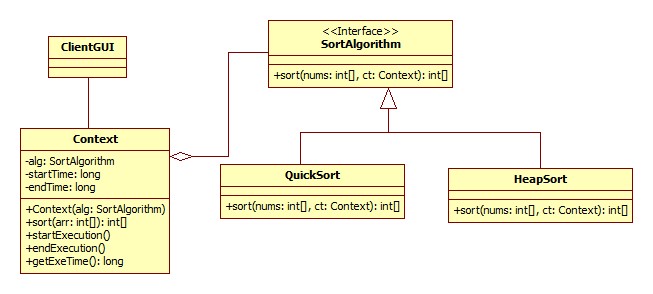 ClientGUI
<<Interface>>
SortAlgorithm
+sort(nums: int[], ct: Context): int[]
Context
-alg: SortAlgorithm
-startTime: long
-endTime: long
+Context(alg: SortAlgorithm)
+sort(arr: int[]): int[]
+startExecution()
+endExecution()
+getExeTime(): long
QuickSort
+sort(nums: int[], ct: Context): int[]
HeapSort
+sort(nums: int[], ct: Context): int[]